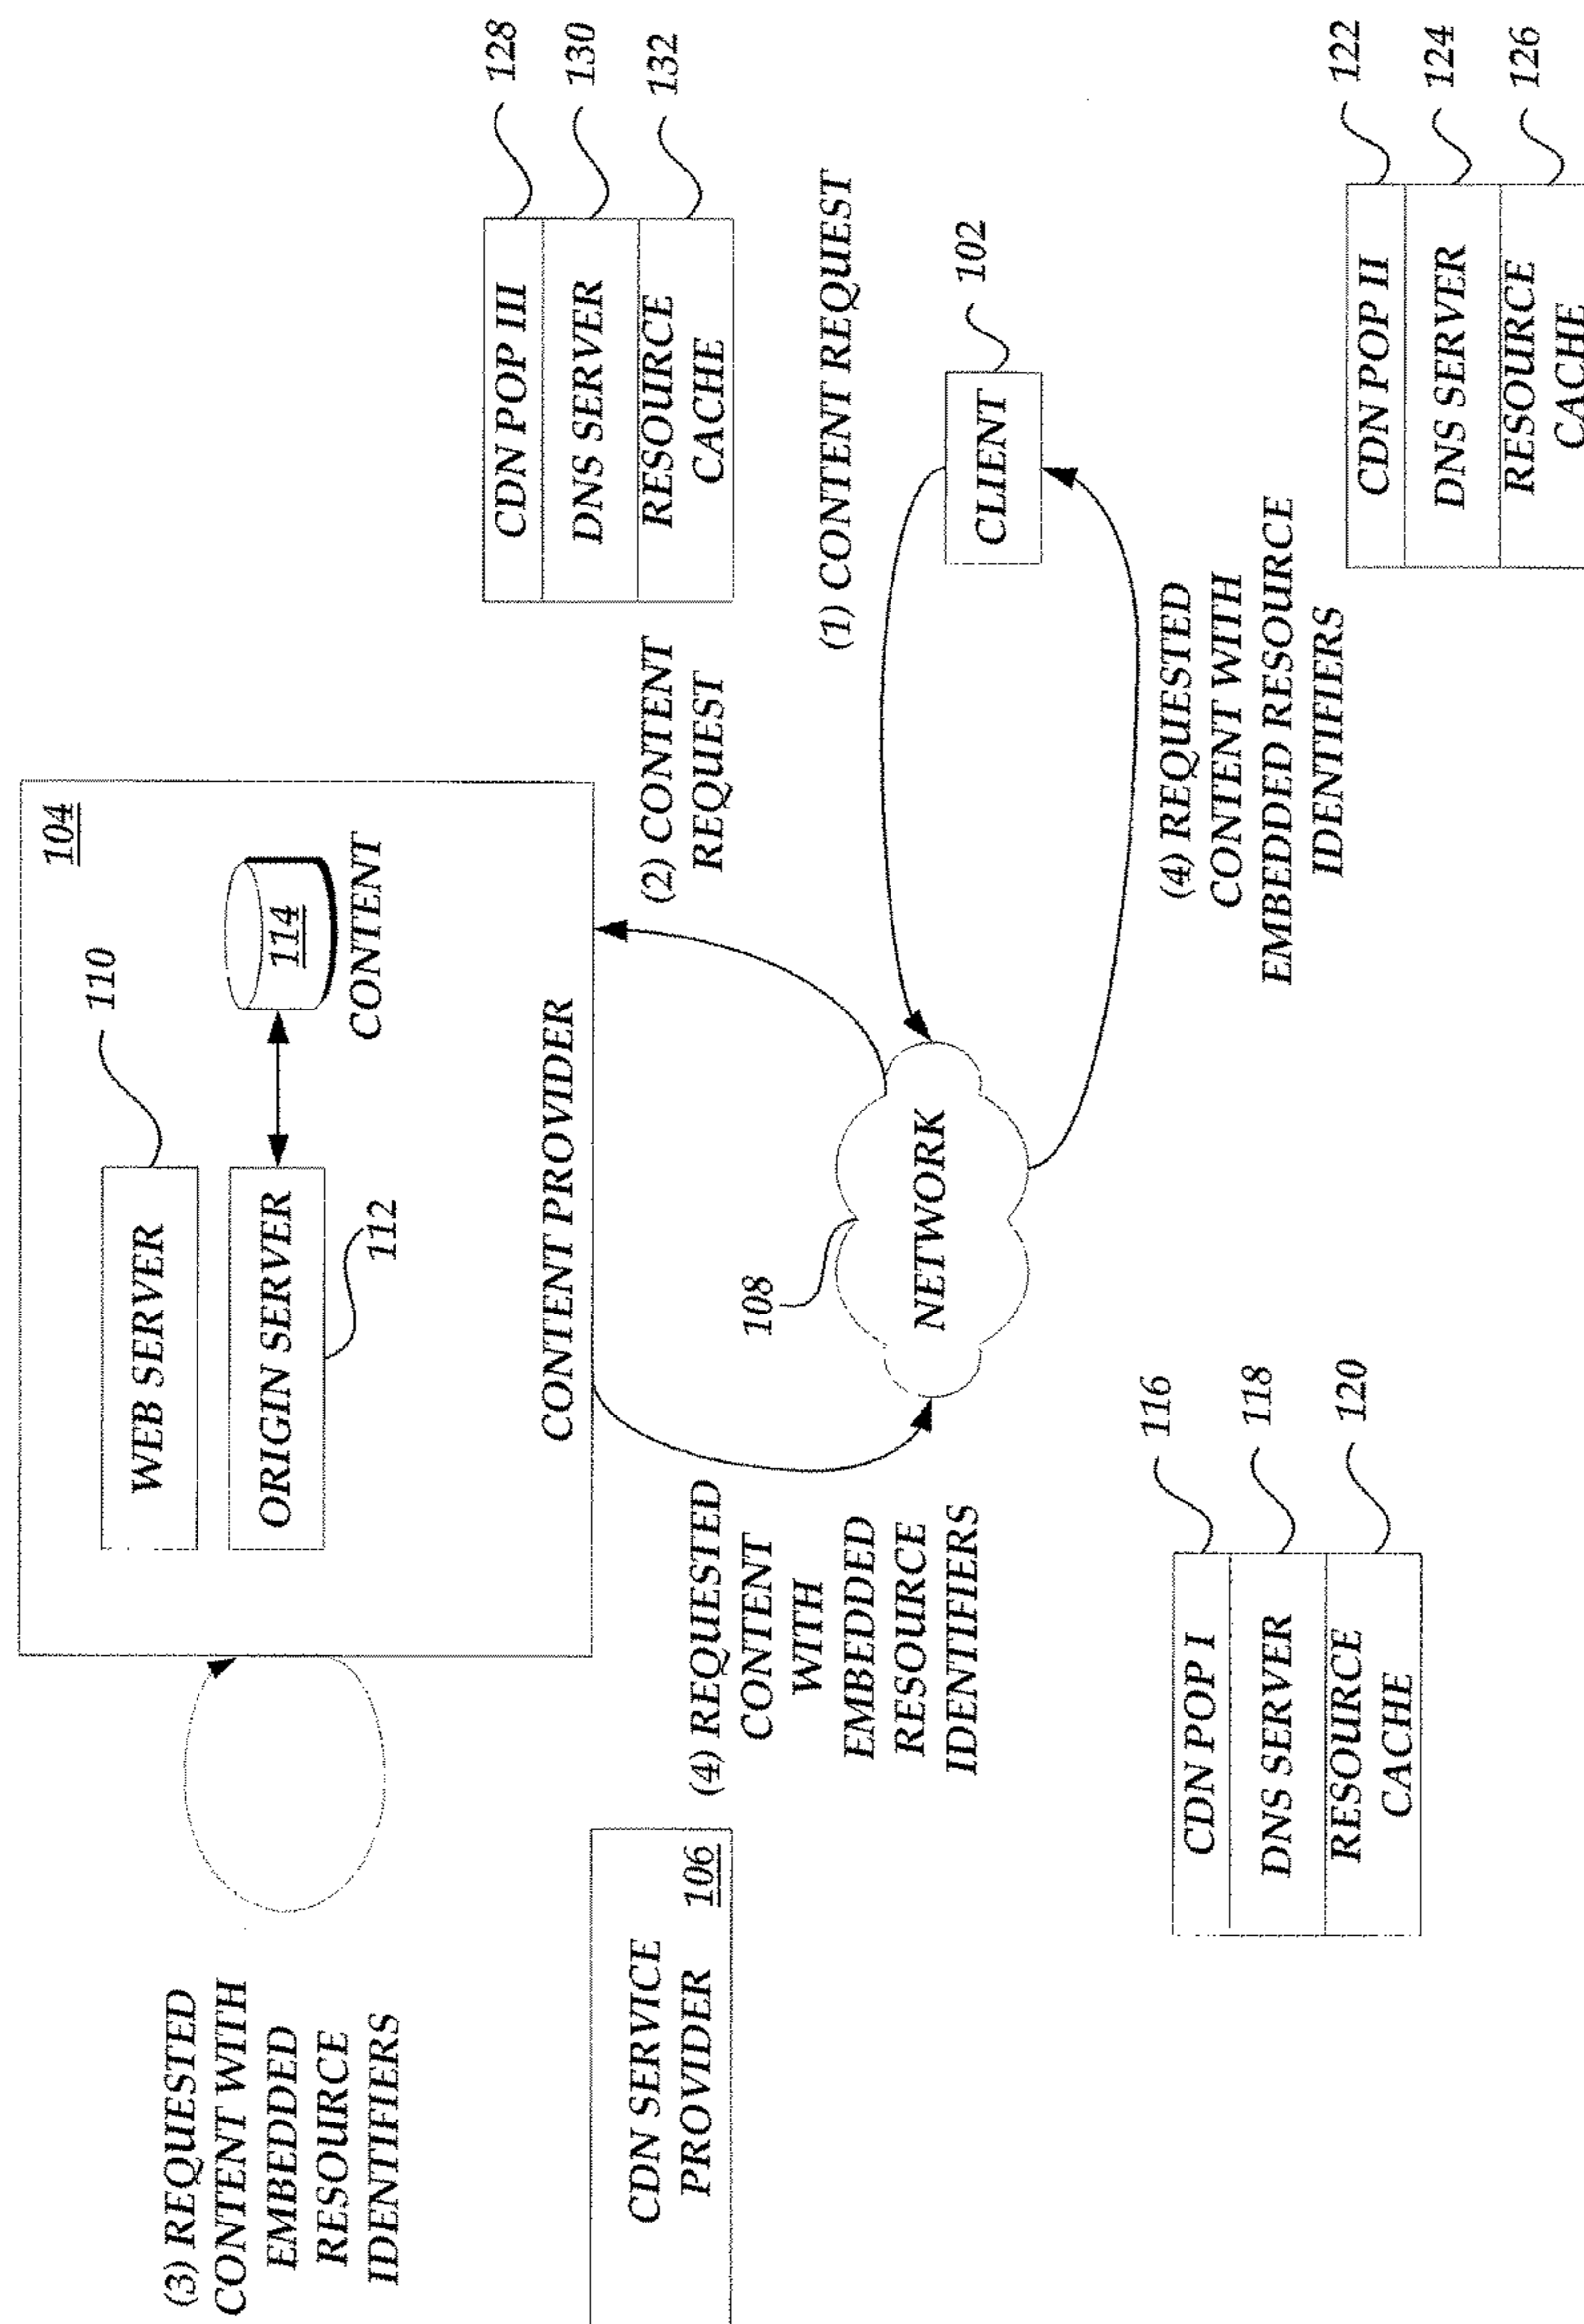 104
110
WEB SERVER
(3) REQUESTED
CONTENT WITH
EMBEDDED
RESOURCE
IDENTIFIERS
ORIGIN SERVER
114
CONTENT
112
CONTENT PROVIDER
CDN SERVICE
PROVIDER
106
CDN POP III
128
DNS SERVER
130
RESOURCE
CACHE
132
(2) CONTENT
REQUEST
(4) REQUESTED
CONTENT
WITH
EMBEDDED
RESOURCE
IDENTIFIERS
108
NETWORK
(1) CONTENT REQUEST
CLIENT
102
(4) REQUESTED
CONTENT WITH
EMBEDDED RESOURCE
IDENTIFIERS
CDN POP I
116
DNS SERVER
118
RESOURCE
CACHE
120
CDN POP II
122
DNS SERVER
124
RESOURCE
CACHE
126